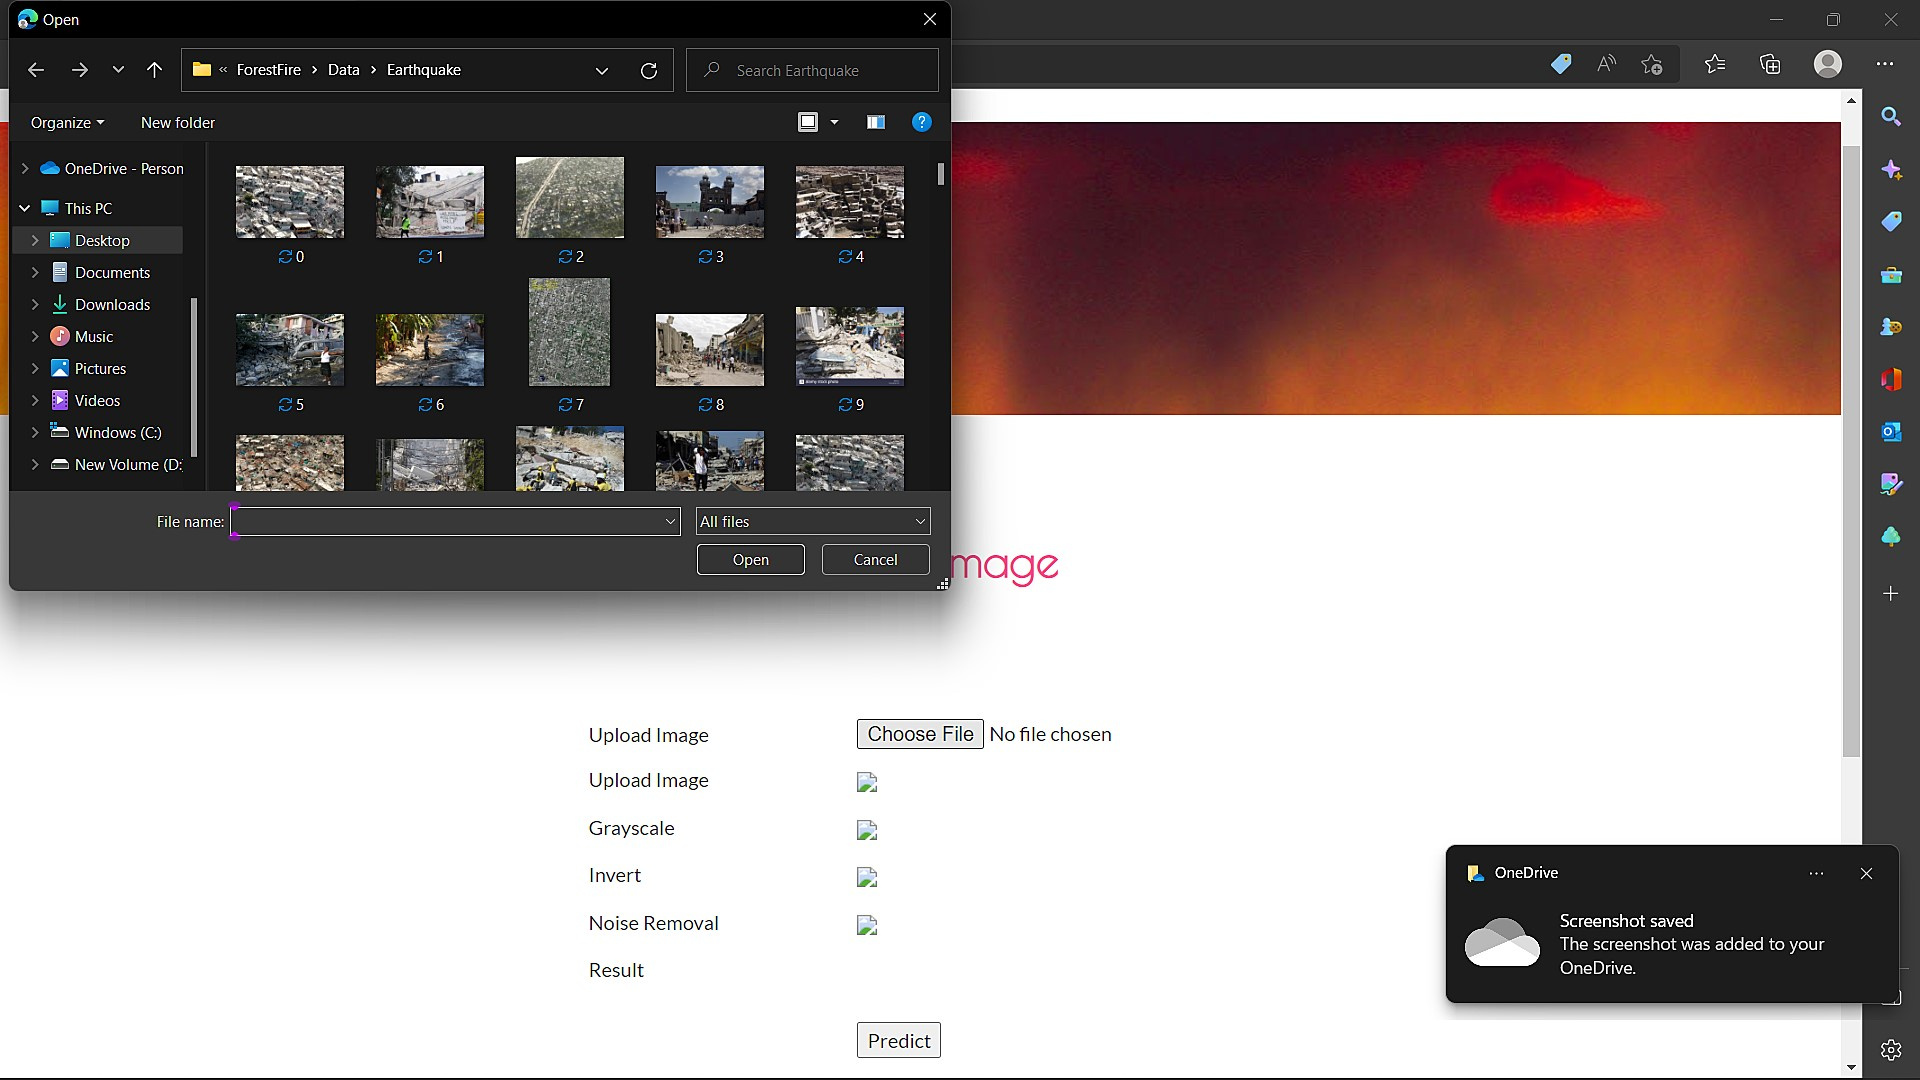 Open
« ForestFire > Data > Earthquake
Search Earthquake
Organize
New folder
OneDrive - Person
This PC
Desktop
Documents
Downloads
Music
Pictures
Videos
Windows (C:)
New Volume (D:
0
1
2
3
4
5
6
7
8
9
File name:
All files
Open
Cancel
mage
Upload Image
Choose File No file chosen
Upload Image
Grayscale
Invert
Noise Removal
Result
Predict
OneDrive
Screenshot saved
The screenshot was added to your
OneDrive.